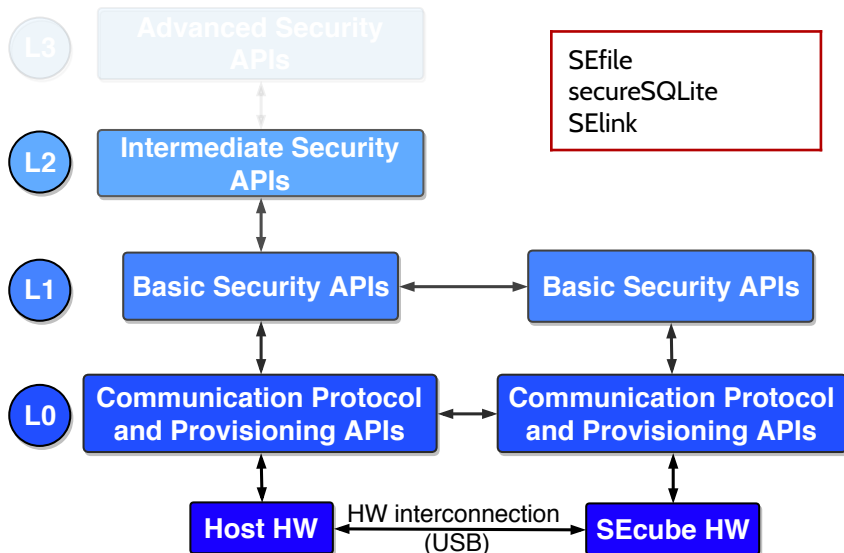 L3
Advanced Security
APIs
SEfile
secureSQLite
SElink
L2
Intermediate Security
APIs
L1
Basic Security APIs
Basic Security APIs
L0
Communication Protocol
and Provisioning APIs
Communication Protocol
and Provisioning APIs
Host HW
HW interconnection
(USB)
SEcube HW